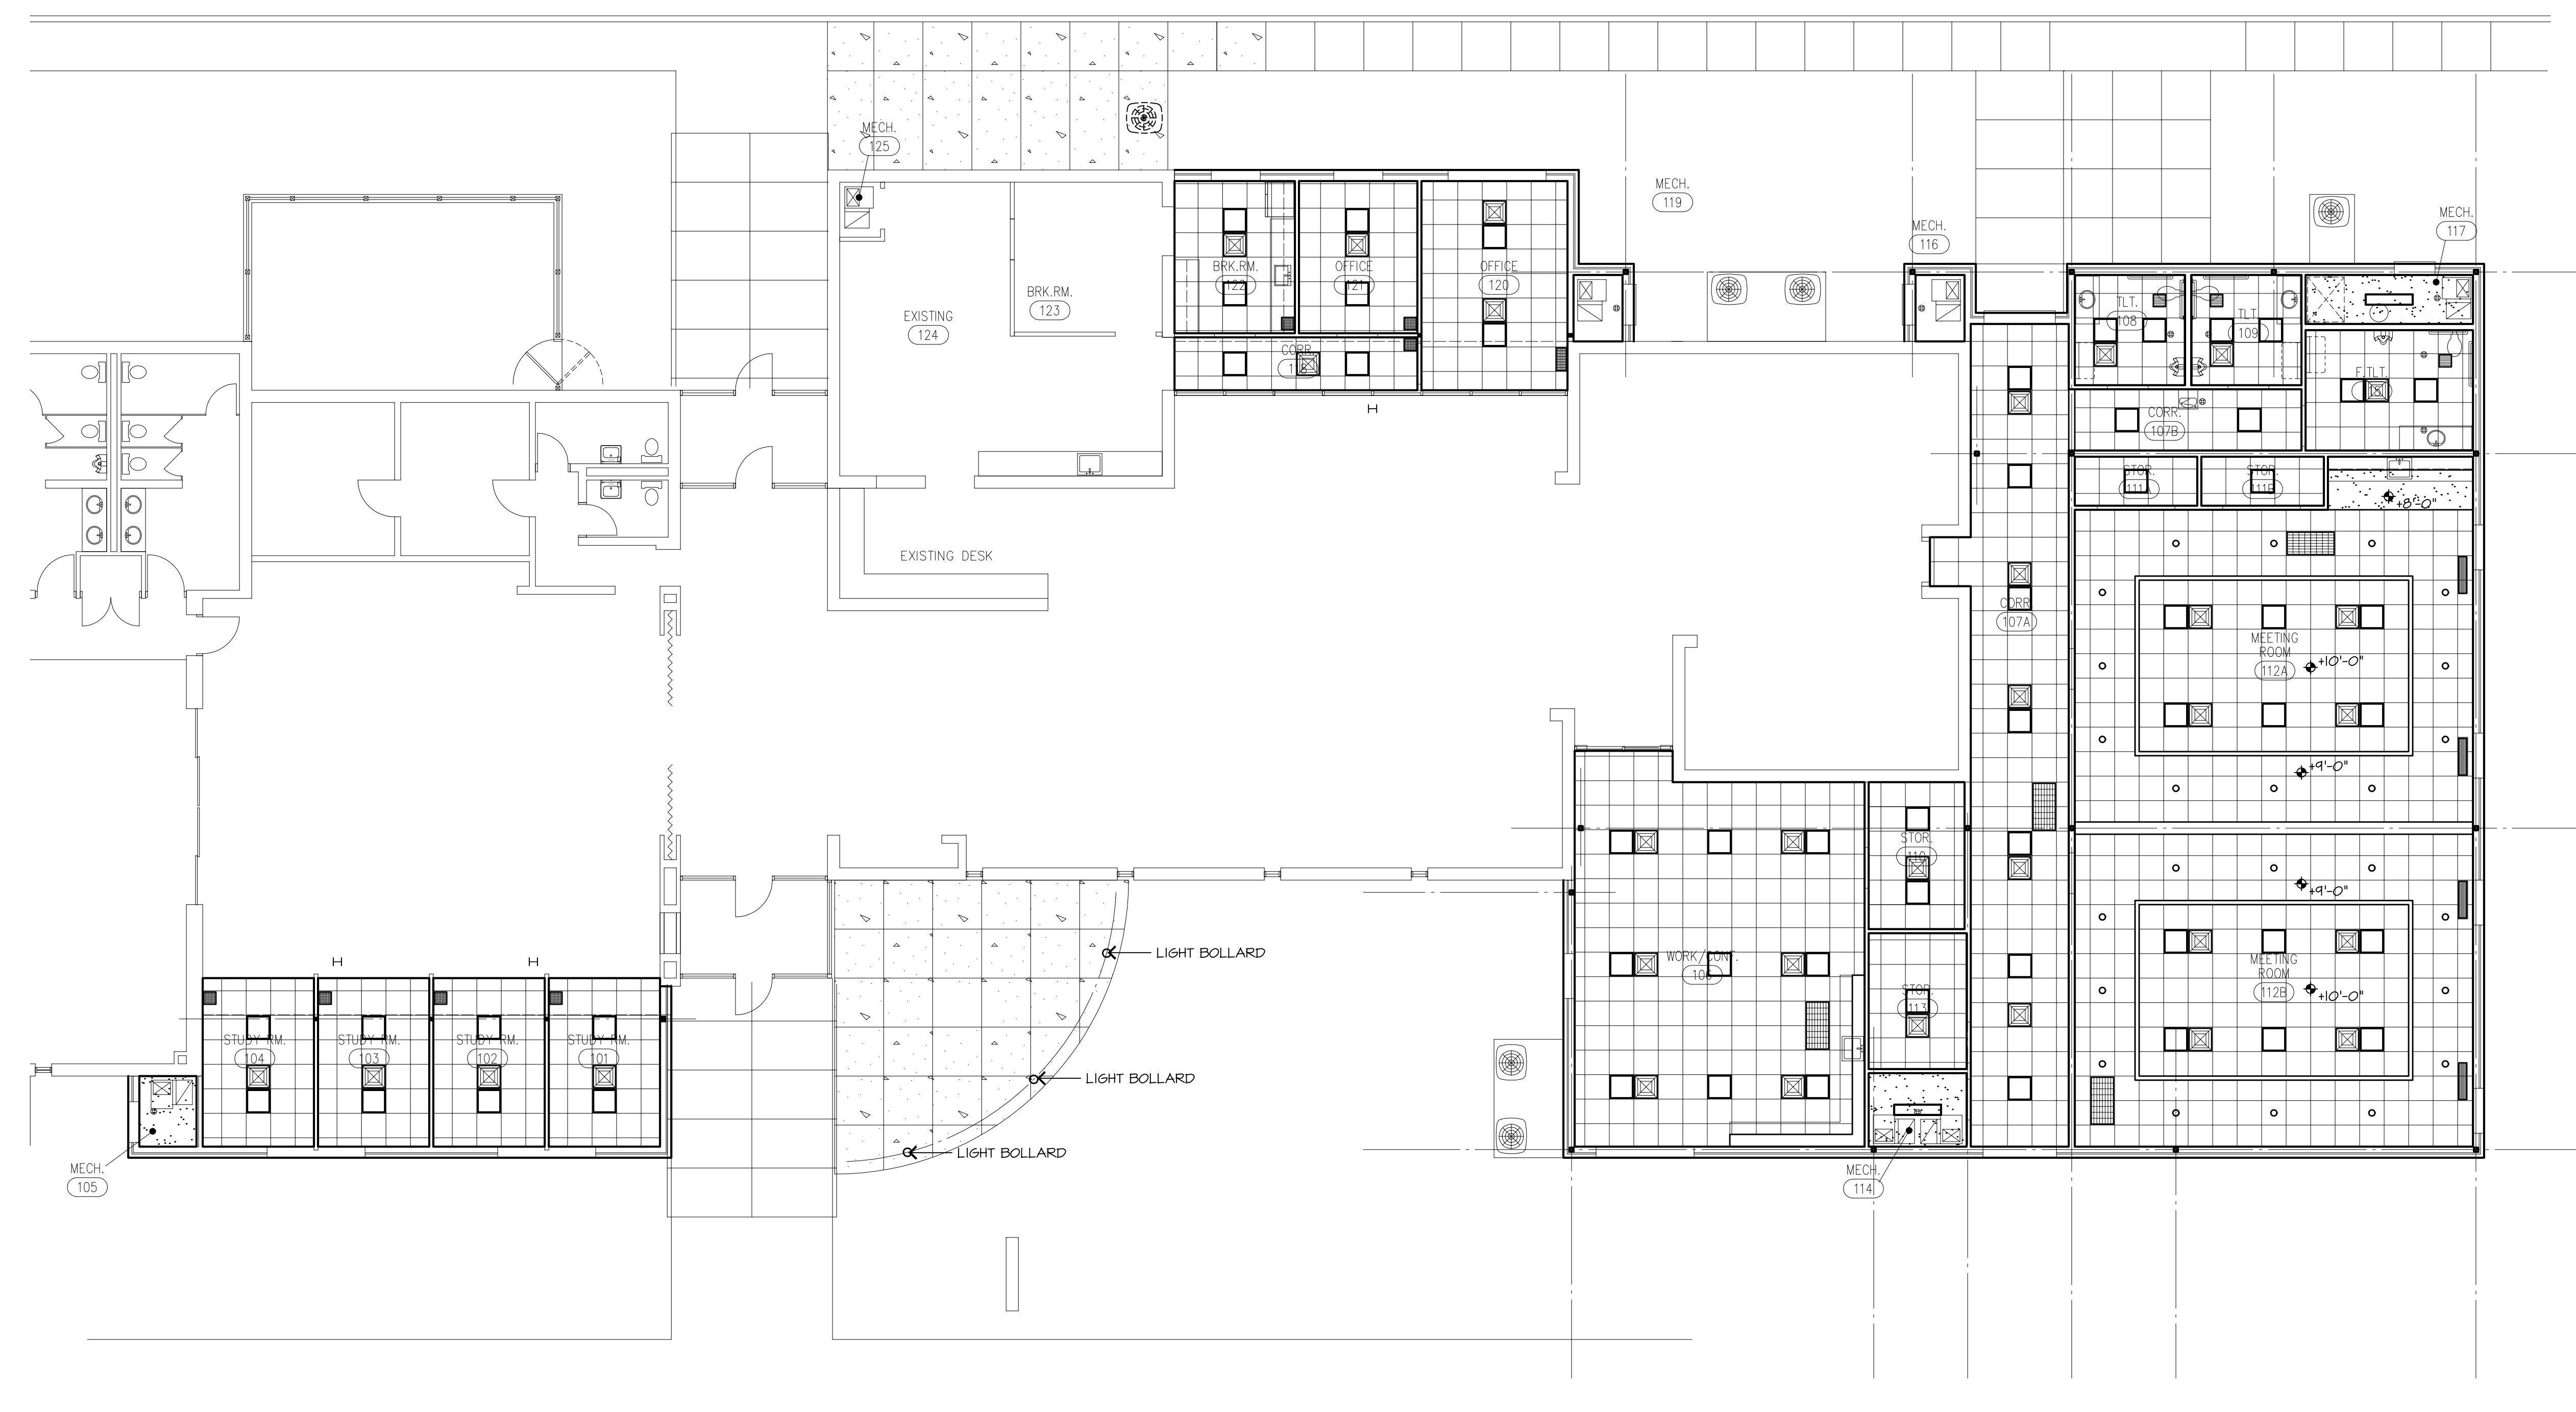 MECH.
125
MECH.
119
MECH.
116
MECH.
117
BRK.RM.
122
OFFICE
121
OFFICE
120
BRK.RM.
123
EXISTING
124
CORR.
TLT.
108
TLT.
109
F.TLT.
CORR.
107B
STOR.
111A
STOR.
111B
+8'-0"
EXISTING DESK
CORR.
107A
MEETING
ROOM
112A
+10'-0"
+9'-0"
STOR.
110
+9'-0"
LIGHT BOLLARD
WORK/CONF.
106
MEETING
ROOM
112B
+10'-0"
STOR.
113
STUDY RM.
104
STUDY RM.
103
STUDY RM.
102
STUDY RM.
101
LIGHT BOLLARD
LIGHT BOLLARD
MECH.
105
MECH.
114